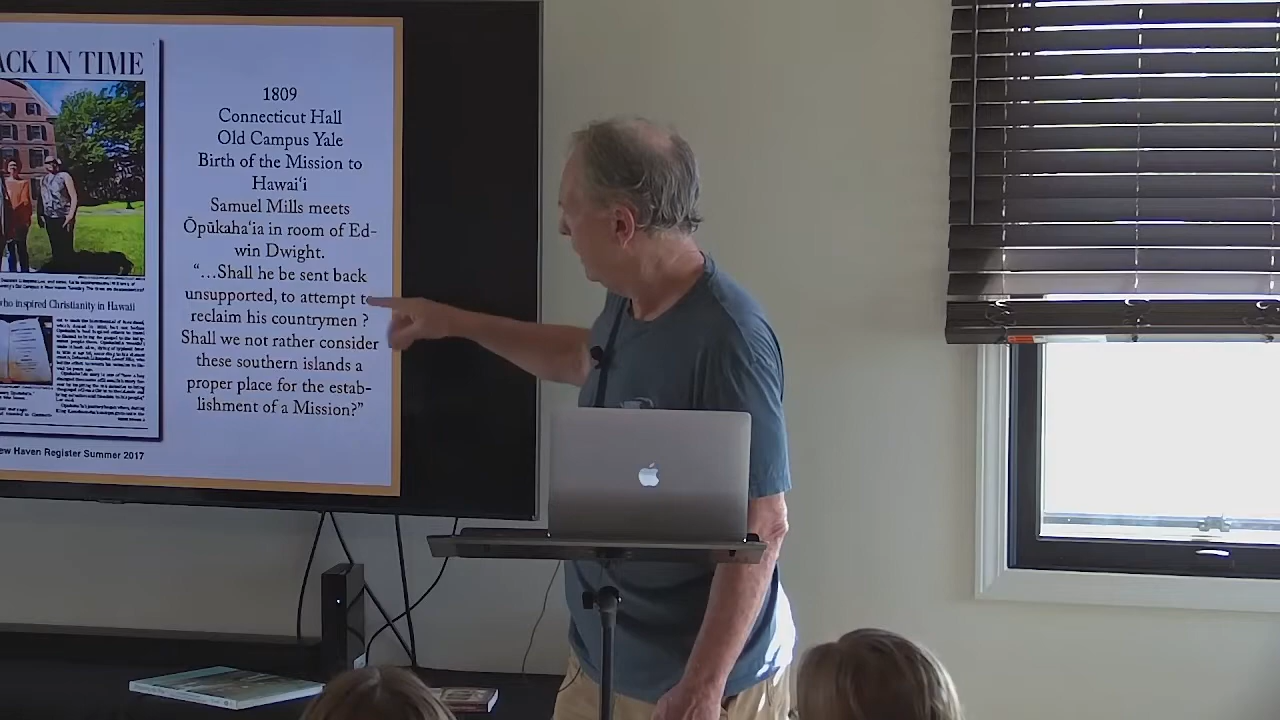 ACK IN TIME
who inspired Christianity in Hawaii
ew Haven Register Summer 2017
1809
Connecticut Hall
Old Campus Yale
Birth of the Mission to
Hawaiʻi
Samuel Mills meets
Ōpūkahaʻia in room of Ed-
win Dwight.
“…Shall he be sent back
unsupported, to attempt to
reclaim his countrymen ?
Shall we not rather consider
these southern islands a
proper place for the estab-
lishment of a Mission?”